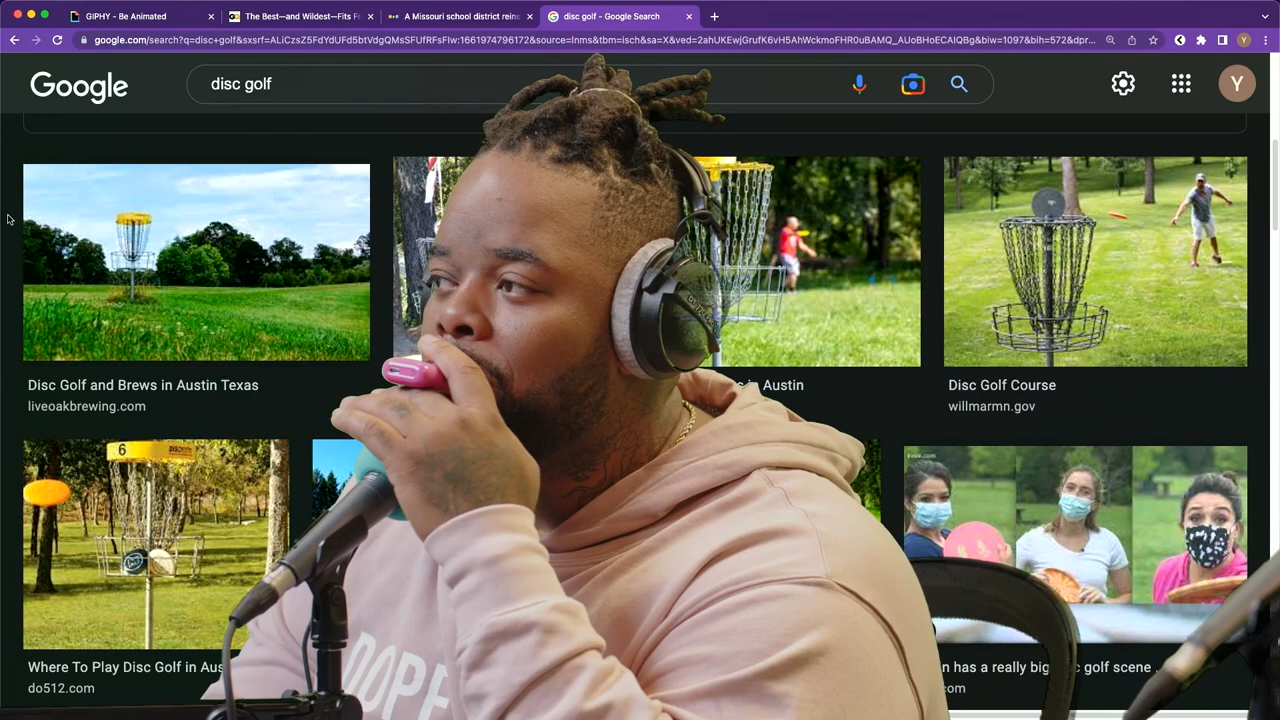 GIPHY - Be Animated
The Best—and Wildest—Fits F
A Missouri school district rein
disc golf - Google Search
google.com/search?q=disc+golf&sxsrf=ALiCzsZ5FdYdUFd5btVdgQMsSFUfRFsFIw:1661974796172&source=lnms&tbm=isch&sa=X&ved=2ahUKEwjGrufK6vH5AhWckmoFHR0uBAMQ_AUoBHoECAIQBg&biw=1097&bih=572&dpr...
Y
Google
disc golf
Y
Disc Golf and Brews in Austin Texas
liveoakbrewing.com
in Austin
Disc Golf Course
willmarmn.gov
6
Where To Play Disc Golf in Aus
do512.com
n has a really big
c golf scene ...
.com
DOPE